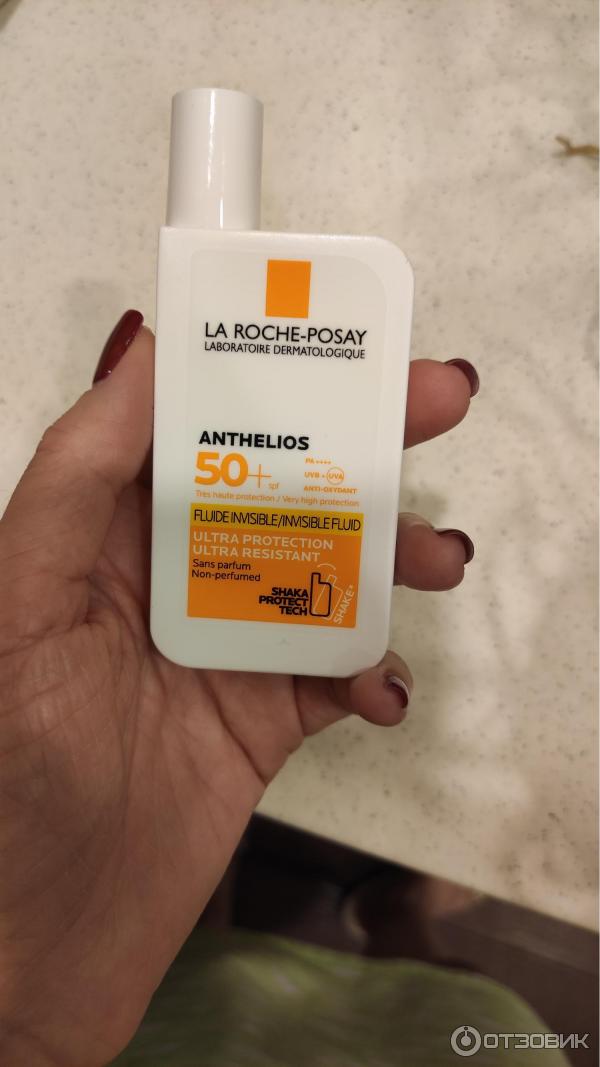 LA ROCHE-POSAY
LABORATOIRE DERMATOLOGIQUE
ANTHELIOS
50+ spf
PA ++++
UVB + UVA
ANTI-OXYDANT
Très haute protection / Very high protection
FLUIDE INVISIBLE/INVISIBLE FLUID
ULTRA PROTECTION
ULTRA RESISTANT
Sans parfum
Non-perfumed
SHAKA
PROTECT
TECH
SHAKE+
ОТЗОВИК